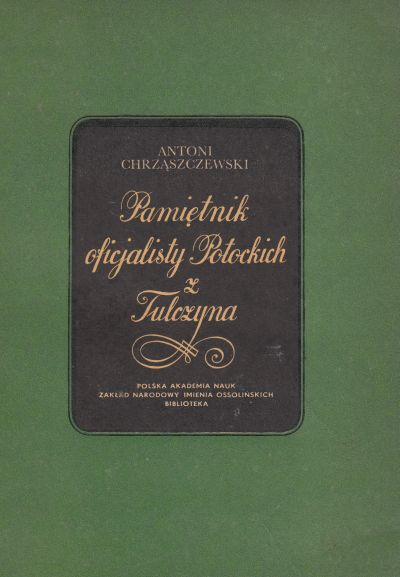 ANTONI
CHRZĄSZCZEWSKI
Pamiętnik
oficjalisty Potockich
z
Tulczyna
POLSKA AKADEMIA NAUK
ZAKŁAD NARODOWY IMIENIA OSSOLIŃSKICH
BIBLIOTEKA